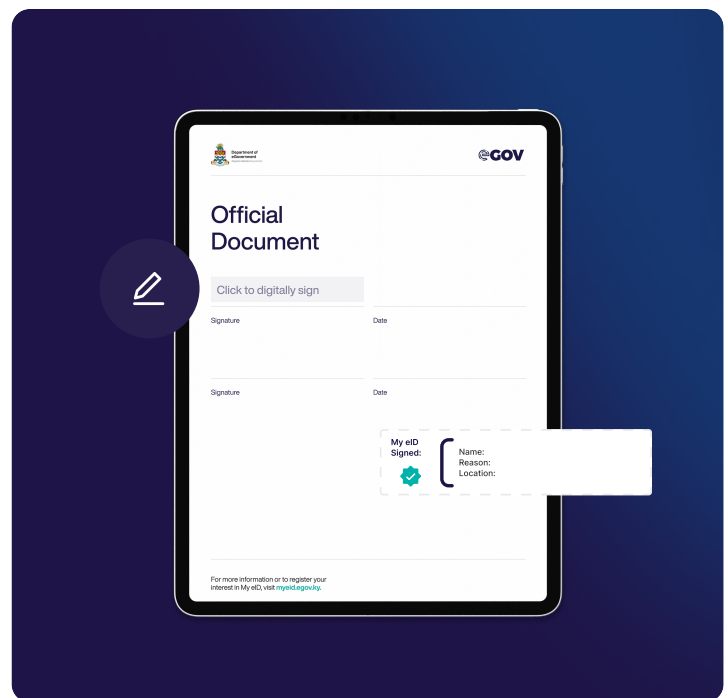 Department of
eGovernment
eGOV
Official
Document
Click to digitally sign
Signature Date
Signature Date
My eID
Signed:
Name:
Reason:
Location:
For more information or to register your
interest in My eID, visit myeid.egov.ky.